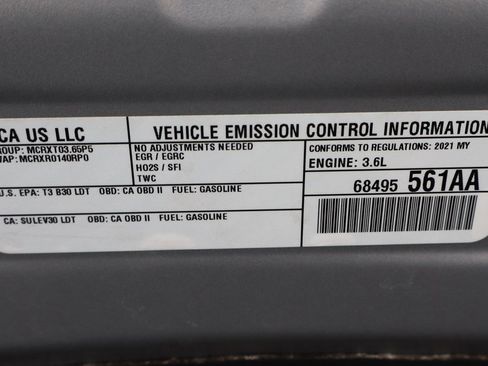 CA US LLC
VEHICLE EMISSION CONTROL INFORMATION
GROUP: MCRXT03.65P5
EVAP: MCRXR0140RP0
NO ADJUSTMENTS NEEDED
EGR / EGRC
HO2S / SFI
TWC
CONFORMS TO REGULATIONS: 2021 MY
ENGINE: 3.6L
U.S. EPA: T3 B30 LDT OBD: CA OBD II FUEL: GASOLINE
CA: SULEV30 LDT OBD: CA OBD II FUEL: GASOLINE
68495 561AA